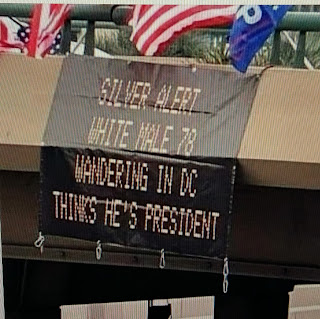 SILVER ALERT
WHITE MALE 78
WANDERING IN DC
THINKS HE'S PRESIDENT